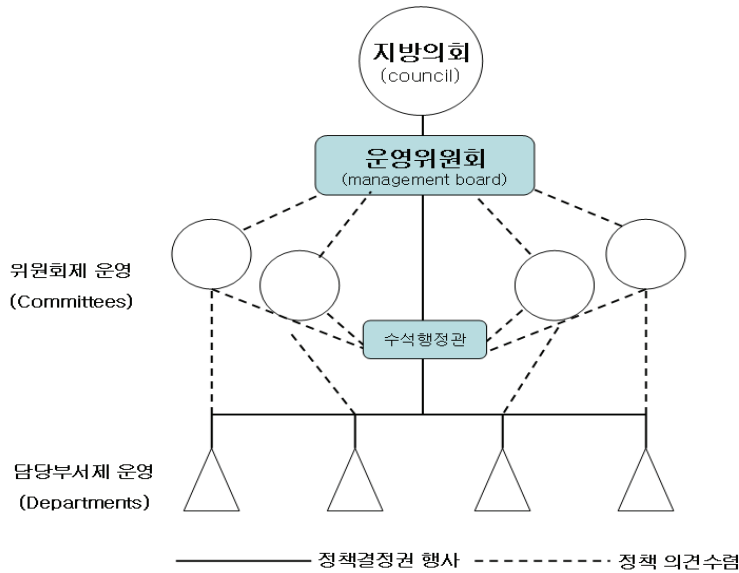 지방의회
(council)
운영위원회
(management board)
위원회제 운영
(Committees)
수석행정관
담당부서제 운영
(Departments)
정책결정권 행사
정책 의견수렴